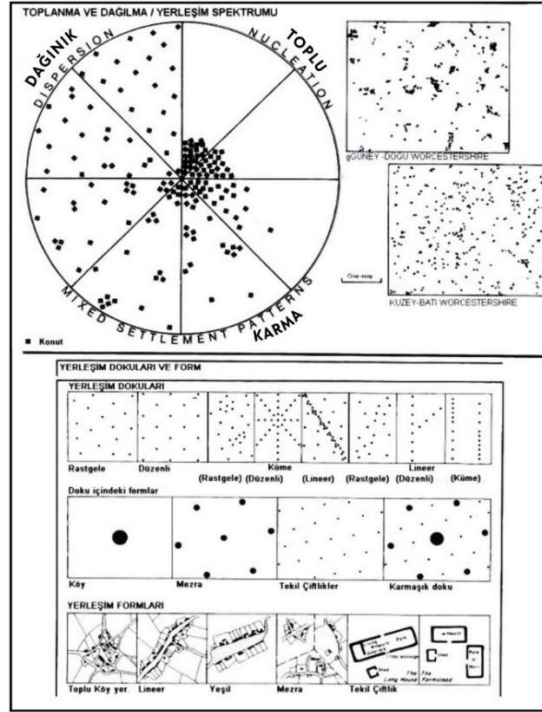 TOPLANMA VE DAĞILMA / YERLEŞİM SPEKTRUMU
DAĞINIK
DISPERSION
TOPLU
NUCLEATION
MIXED SETTLEMENT PATTERNS
KARMA
Konut
gGÜNEY -DOĞU WORCESTERSHIRE
One mile
KUZEY-BATI WORCESTERSHIRE
YERLEŞİM DOKULARI VE FORM
YERLEŞİM DOKULARI
Rastgele
Düzenli
Küme
Lineer
(Rastgele) (Düzenli) (Lineer) (Rastgele) (Düzenli) (Küme)
Doku içindeki formlar
Köy
Mezra
Tekil Çiftlikler
Karmaşık doku
YERLEŞİM FORMLARI
The Long House
The Farmstead
Toplu Köy yer.
Lineer
Yeşil
Mezra
Tekil Çiftlik